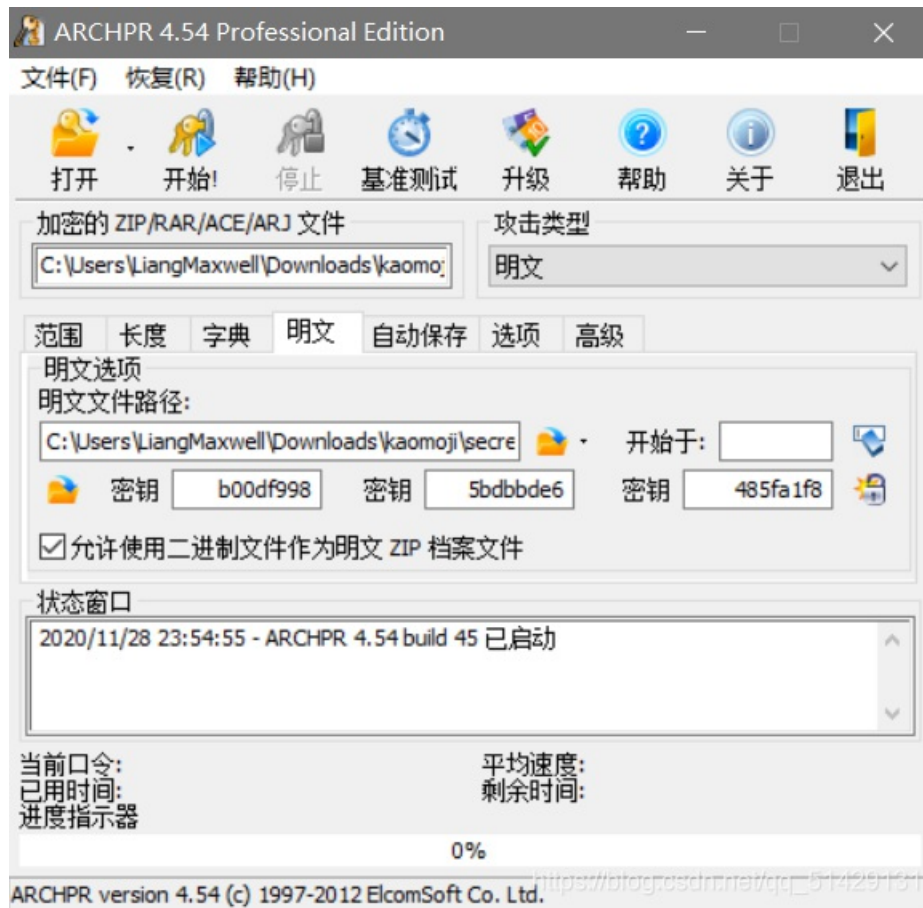 ARCHPR 4.54 Professional Edition
文件(F) 恢复(R) 帮助(H)
打开 开始! 停止 基准测试 升级 帮助 关于 退出
加密的 ZIP/RAR/ACE/ARJ 文件 攻击类型
C:\Users\LiangMaxwell\Downloads\kaomoj 明文
范围 长度 字典 明文 自动保存 选项 高级
明文选项
明文文件路径:
C:\Users\LiangMaxwell\Downloads\kaomoji\secre 开始于:
密钥 b00df998 密钥 5bdbbde6 密钥 485fa1f8
允许使用二进制文件作为明文 ZIP 档案文件
状态窗口
2020/11/28 23:54:55 - ARCHPR 4.54 build 45 已启动
当前口令: 平均速度:
已用时间: 剩余时间:
进度指示器
0%
https://blog.csdn.net/qq_51429131
ARCHPR version 4.54 (c) 1997-2012 ElcomSoft Co. Ltd.